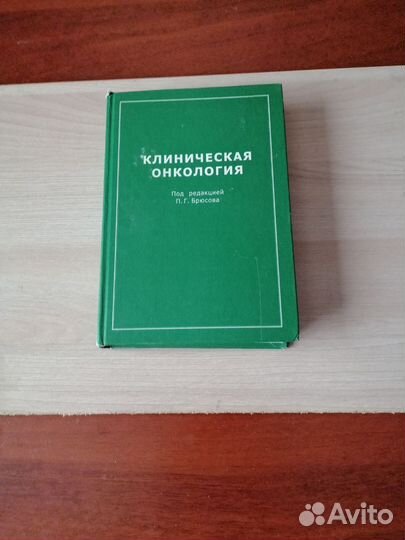 КЛИНИЧЕСКАЯ
ОНКОЛОГИЯ
Под редакцией
П. Г. Брюсова
Avito